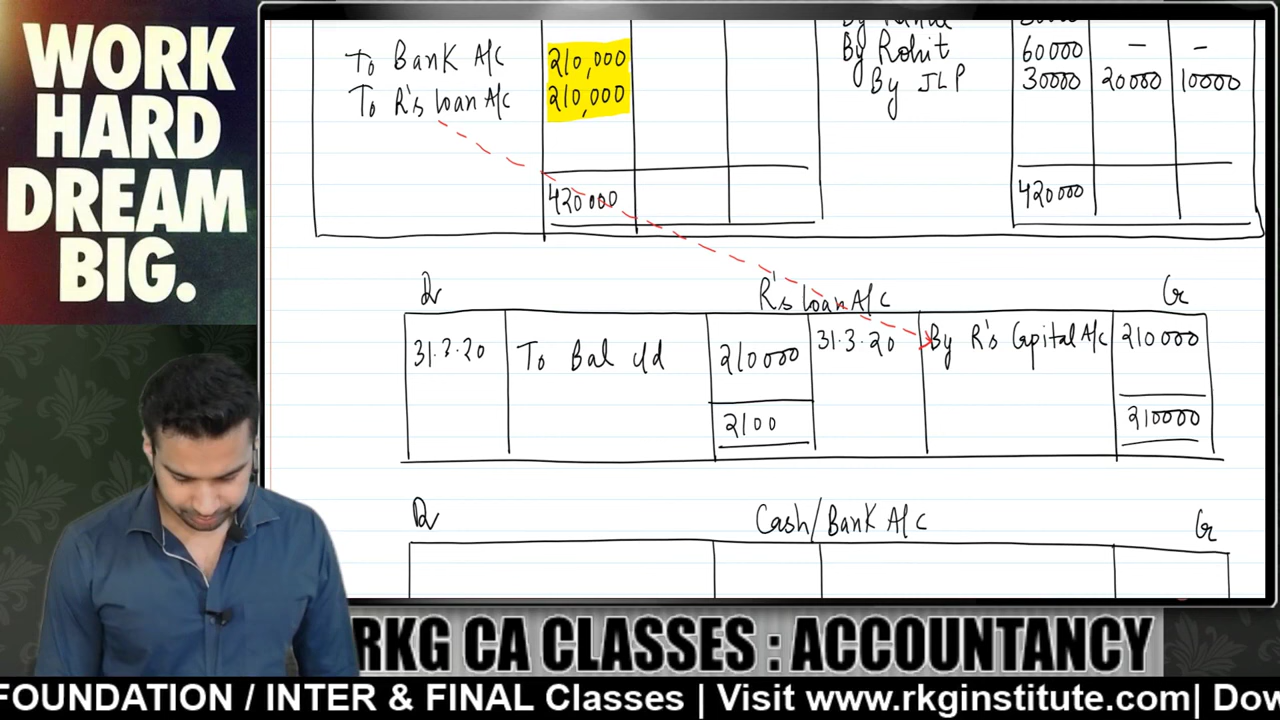 WORK
HARD
DREAM
BIG.
By Rohit 60000 – –
To Bank A/c 210,000
By JLP 30000 20000 10000
To R's loan A/c 210,000
420000 420000
Dr R's loan A/c Cr
31.3.20 To Bal c/d 210000 31.3.20 By R's Capital A/c 210000
2100 210000
Dr Cash/Bank A/c Cr
RKG CA CLASSES : ACCOUNTANCY
FOUNDATION / INTER & FINAL Classes | Visit www.rkginstitute.com| Dow